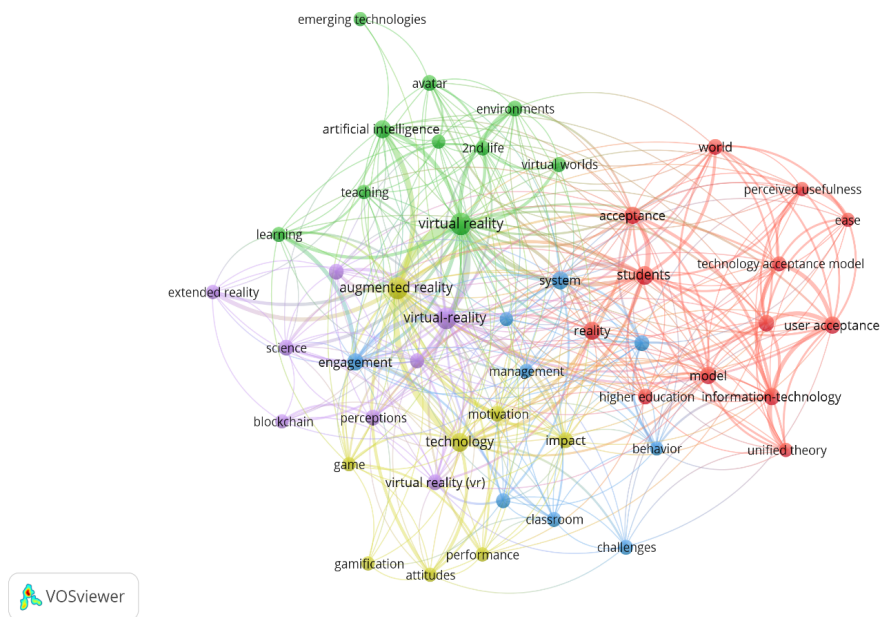 emerging technologies
avatar
environments
artificial intelligence
2nd life
world
virtual worlds
perceived usefulness
teaching
acceptance
ease
virtual reality
learning
technology acceptance model
students
system
augmented reality
extended reality
virtual-reality
user acceptance
reality
science
engagement
management
model
higher education
information-technology
motivation
blockchain
perceptions
technology
impact
behavior
unified theory
game
virtual reality (vr)
classroom
challenges
performance
gamification
attitudes
VOSviewer